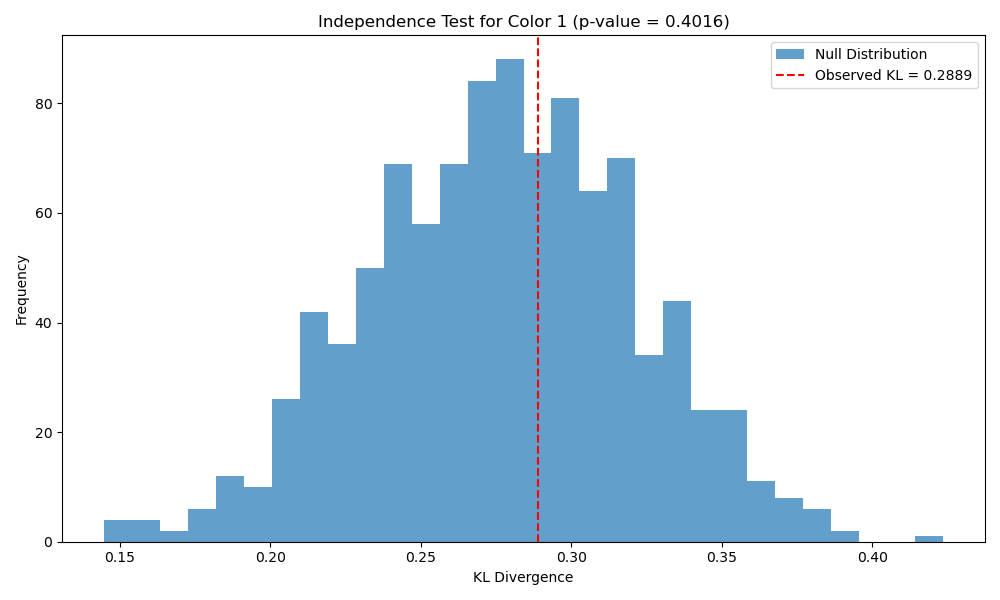 Independence Test for Color 1 (p-value = 0.4016)
Null Distribution
Observed KL = 0.2889
Frequency
80
60
40
20
0
0.15 0.20 0.25 0.30 0.35 0.40
KL Divergence